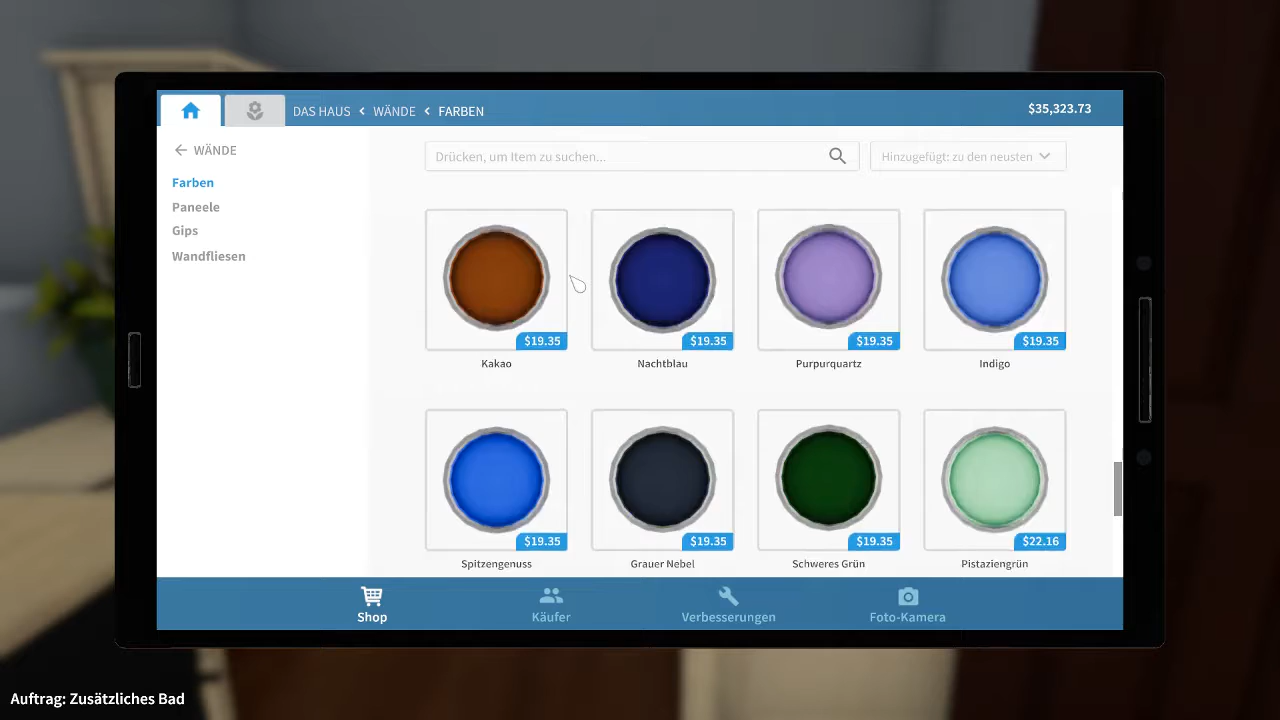 DAS HAUS < WÄNDE < FARBEN
$35,323.73
WÄNDE
Farben
Paneele
Gips
Wandfliesen
Drücken, um Item zu suchen...
Hinzugefügt: zu den neusten
$19.35
$19.35
$19.35
$19.35
Kakao
Nachtblau
Purpurquartz
Indigo
$19.35
$19.35
$19.35
$22.16
Spitzengenuss
Grauer Nebel
Schweres Grün
Pistaziengrün
Shop
Käufer
Verbesserungen
Foto-Kamera
Auftrag: Zusätzliches Bad